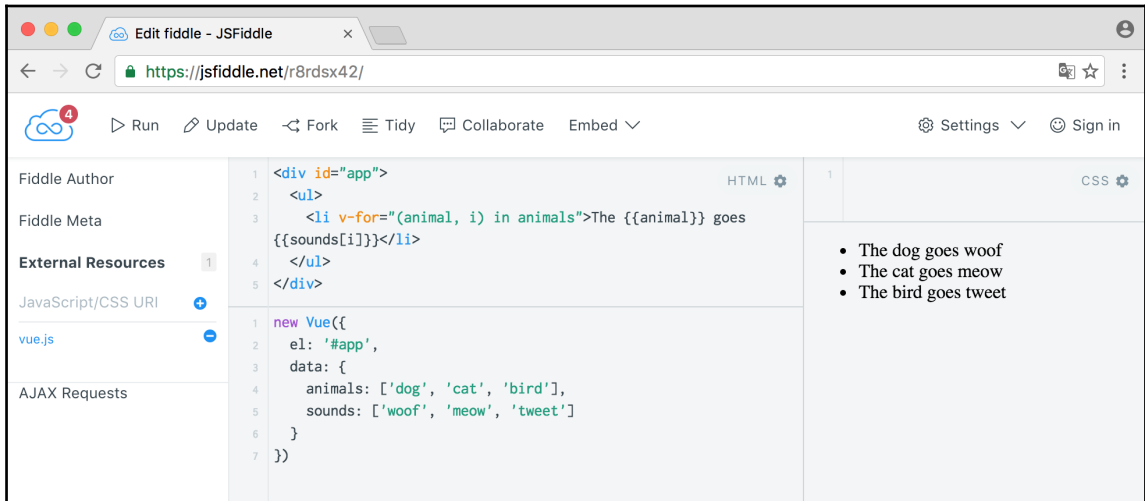 Edit fiddle - JSFiddle
https://jsfiddle.net/r8rdsx42/
4
Run Update Fork Tidy Collaborate Embed Settings Sign in
Fiddle Author
Fiddle Meta
External Resources 1
JavaScript/CSS URI
vue.js
AJAX Requests
HTML
1 <div id="app">
2 <ul>
3 <li v-for="(animal, i) in animals">The {{animal}} goes
{{sounds[i]}}</li>
4 </ul>
5 </div>
1 new Vue({
2 el: '#app',
3 data: {
4 animals: ['dog', 'cat', 'bird'],
5 sounds: ['woof', 'meow', 'tweet']
6 }
7 })
1
CSS
• The dog goes woof
• The cat goes meow
• The bird goes tweet